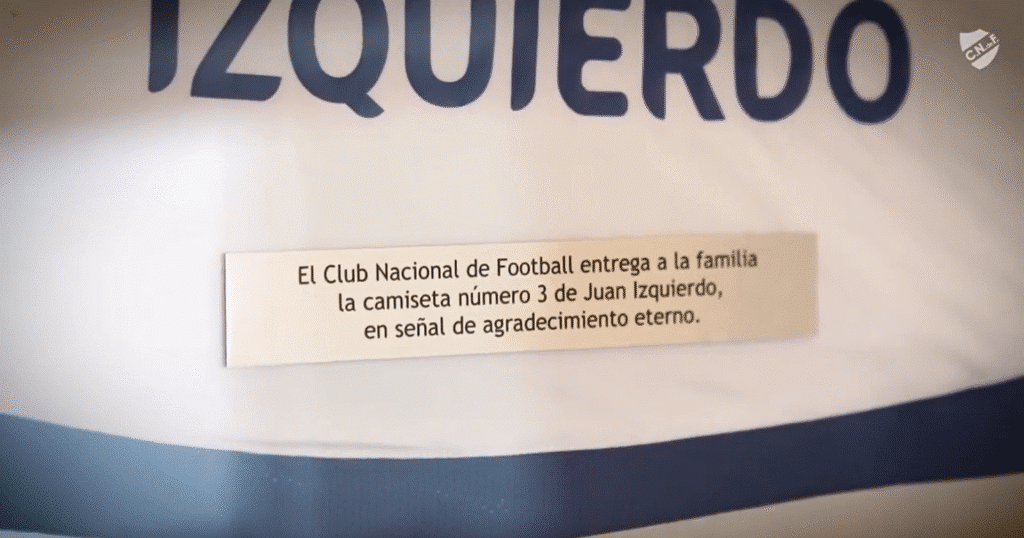 IZQUIERDO
C.N. de F.
El Club Nacional de Football entrega a la familia
la camiseta número 3 de Juan Izquierdo,
en señal de agradecimiento eterno.